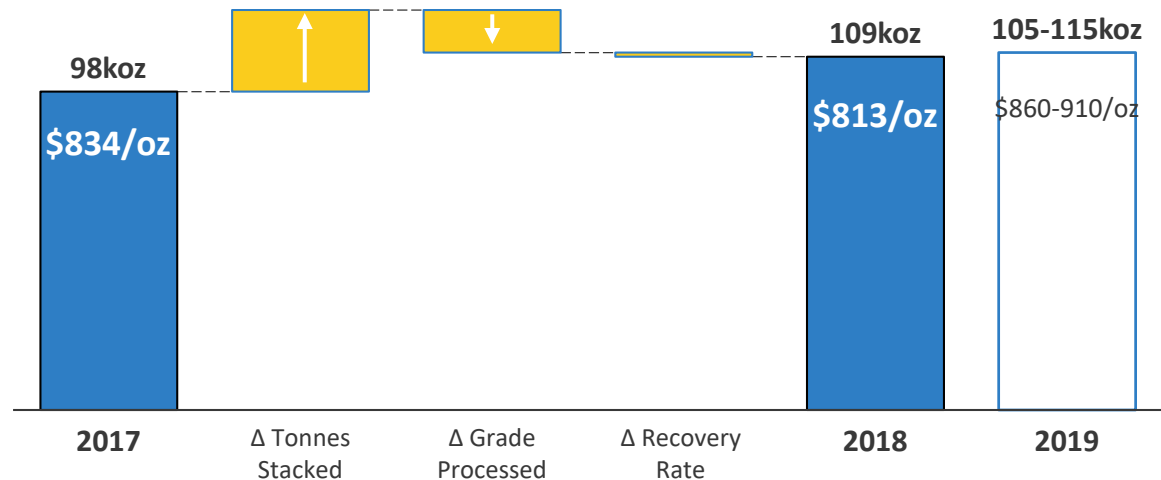 98koz
$834/oz
109koz
$813/oz
105-115koz
$860-910/oz
2017
Δ Tonnes
Stacked
Δ Grade
Processed
Δ Recovery
Rate
2018
2019